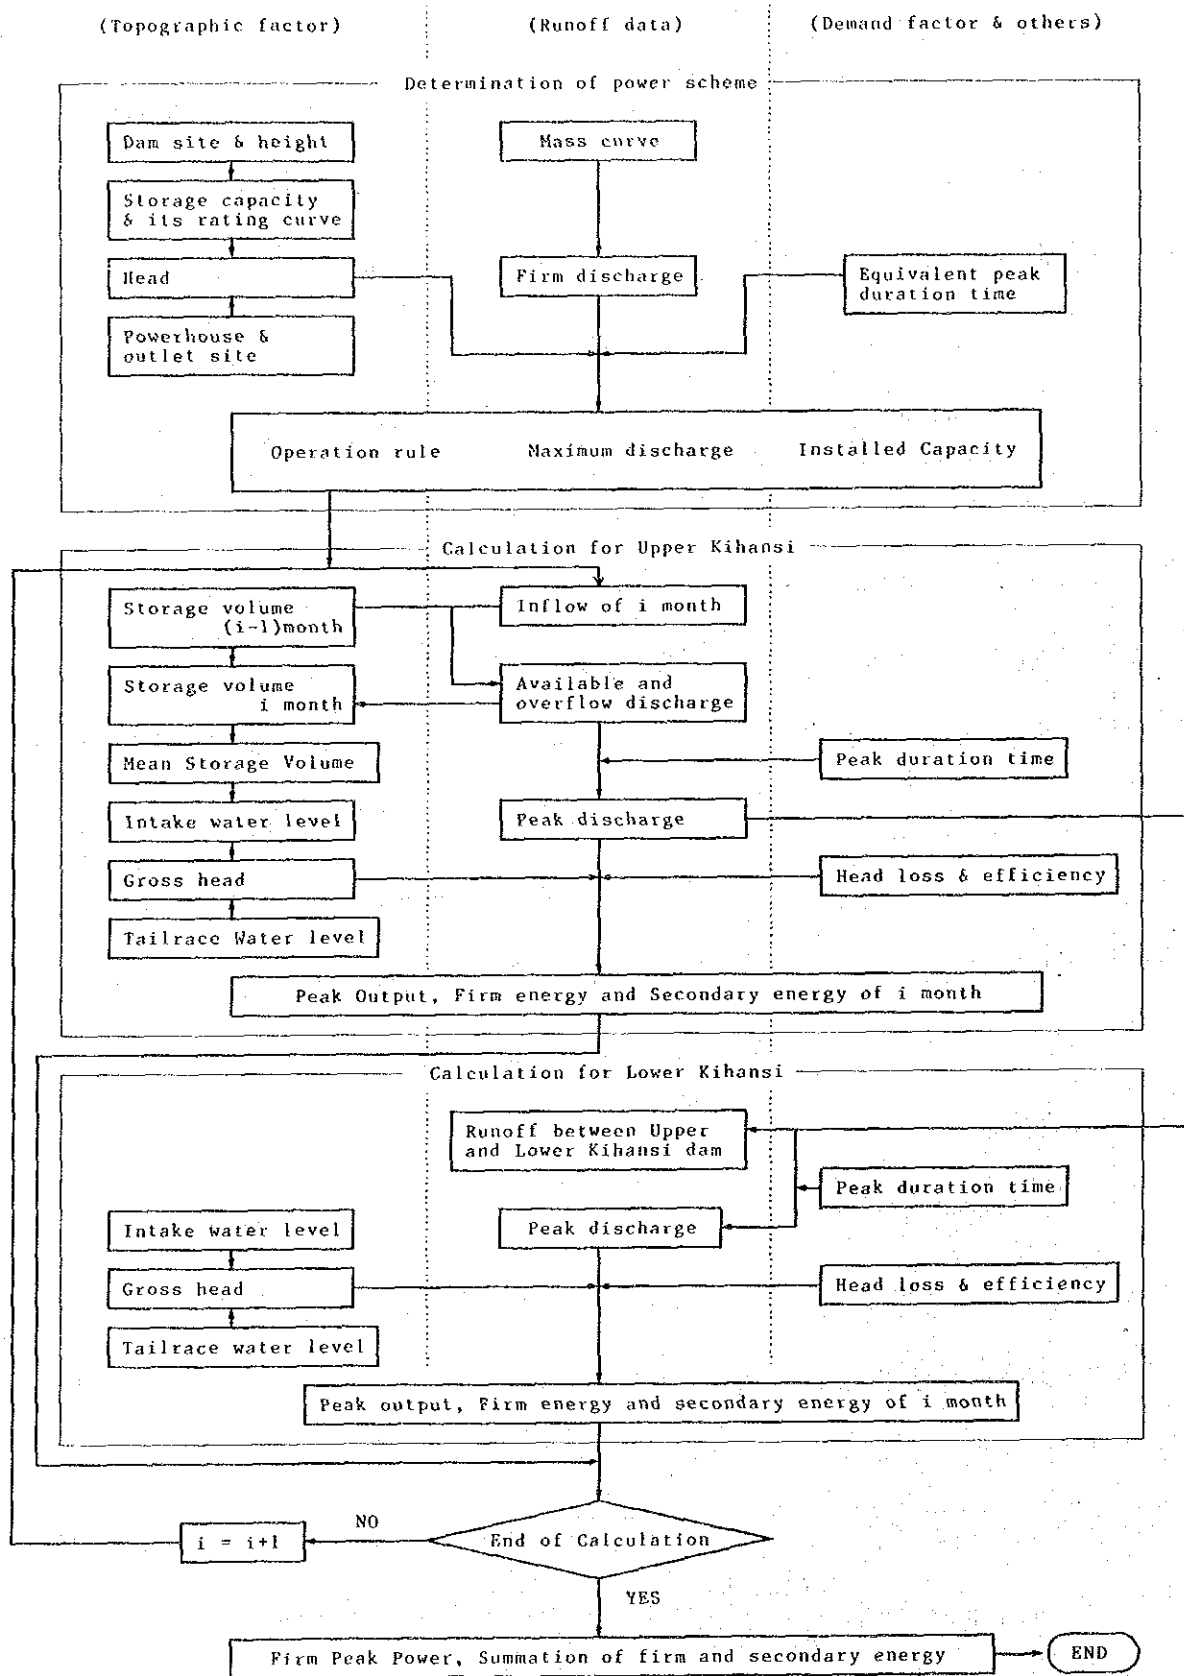 (Topographic factor)
(Runoff data)
(Demand factor & others)
Determination of power scheme
Dam site & height
Mass curve
Storage capacity
& its rating curve
Head
Firm discharge
Equivalent peak
duration time
Powerhouse &
outlet site
Operation rule
Maximum discharge
Installed Capacity
Calculation for Upper Kihansi
Storage volume
(i-1)month
Inflow of i month
Storage volume
i month
Available and
overflow discharge
Mean Storage Volume
Peak duration time
Intake water level
Peak discharge
Gross head
Head loss & efficiency
Tailrace Water level
Peak Output, Firm energy and Secondary energy of i month
Calculation for Lower Kihansi
Runoff between Upper
and Lower Kihansi dam
Peak duration time
Intake water level
Peak discharge
Gross head
Head loss & efficiency
Tailrace water level
Peak output, Firm energy and secondary energy of i month
NO
i = i+1
End of Calculation
YES
Firm Peak Power, Summation of firm and secondary energy
END